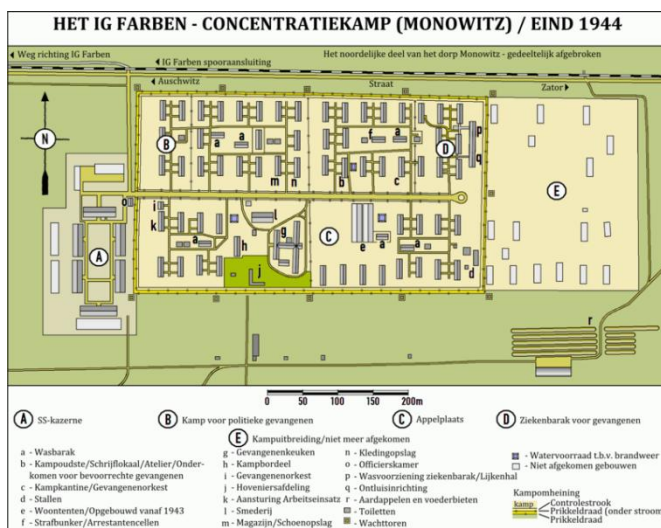 HET IG FARBEN - CONCENTRATIEKAMP (MONOWITZ) / EIND 1944
Weg richting IG Farben
IG Farben spooraansluiting
Het noordelijke deel van het dorp Monowitz - gedeeltelijk afgebroken
Auschwitz
Straat
Zator
N
B
a
a
m
n
f
a
b
c
D
p
q
E
o
i
k
a
l
g
h
j
C
e
a
a
d
A
r
0
50
100
150
200m
A SS-kazerne
B Kamp voor politieke gevangenen
C Appelplaats
D Ziekenbarak voor gevangenen
E Kampuitbreiding/niet meer afgekomen
a - Wasbarak
b - Kampoudste/Schrijflokaal/Atelier/Onder-
komen voor bevoorrechte gevangenen
c - Kampkantine/Gevangenenorkest
d - Stallen
e - Woontenten/Opgebouwd vanaf 1943
f - Strafbunker/Arrestantencellen
g - Gevangenenkeuken
h - Kampbordeel
i - Gevangenenorkest
j - Hoveniersafdeling
k - Aansturing Arbeitseinsatz
l - Smederij
m - Magazijn/Schoenopslag
n - Kledingopslag
o - Officierskamer
p - Wasvoorziening ziekenbarak/Lijkenhal
q - Ontluisinrichting
r - Aardappelen en voederbieten
- Toiletten
- Wachttoren
- Watervoorraad t.b.v. brandweer
- Niet afgekomen gebouwen
Kampomheining
kamp
Controlestrook
Prikkeldraad (onder stroom)
Prikkeldraad